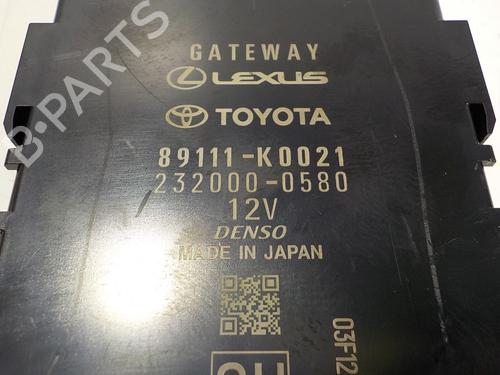 GATEWAY
LEXUS
TOYOTA
89111-K0021
232000-0580
12V
DENSO
MADE IN JAPAN
03F12
B-PARTS